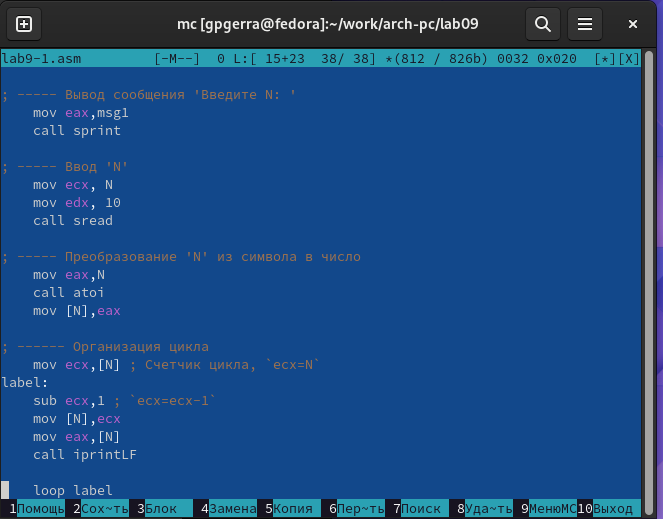 mc [gpgerra@fedora]:~/work/arch-pc/lab09
lab9-1.asm [-M--] 0 L:[ 15+23 38/ 38] *(812 / 826b) 0032 0x020 [*][X]
; ----- Вывод сообщения 'Введите N: '
mov eax,msg1
call sprint
; ----- Ввод 'N'
mov ecx, N
mov edx, 10
call sread
; ----- Преобразование 'N' из символа в число
mov eax,N
call atoi
mov [N],eax
; ------ Организация цикла
mov ecx,[N] ; Счетчик цикла, `ecx=N`
label:
sub ecx,1 ; `ecx=ecx-1`
mov [N],ecx
mov eax,[N]
call iprintLF
loop label
1Помощь 2Сох~ть 3Блок 4Замена 5Копия 6Пер~ть 7Поиск 8Уда~ть 9МенюМС 10Выход